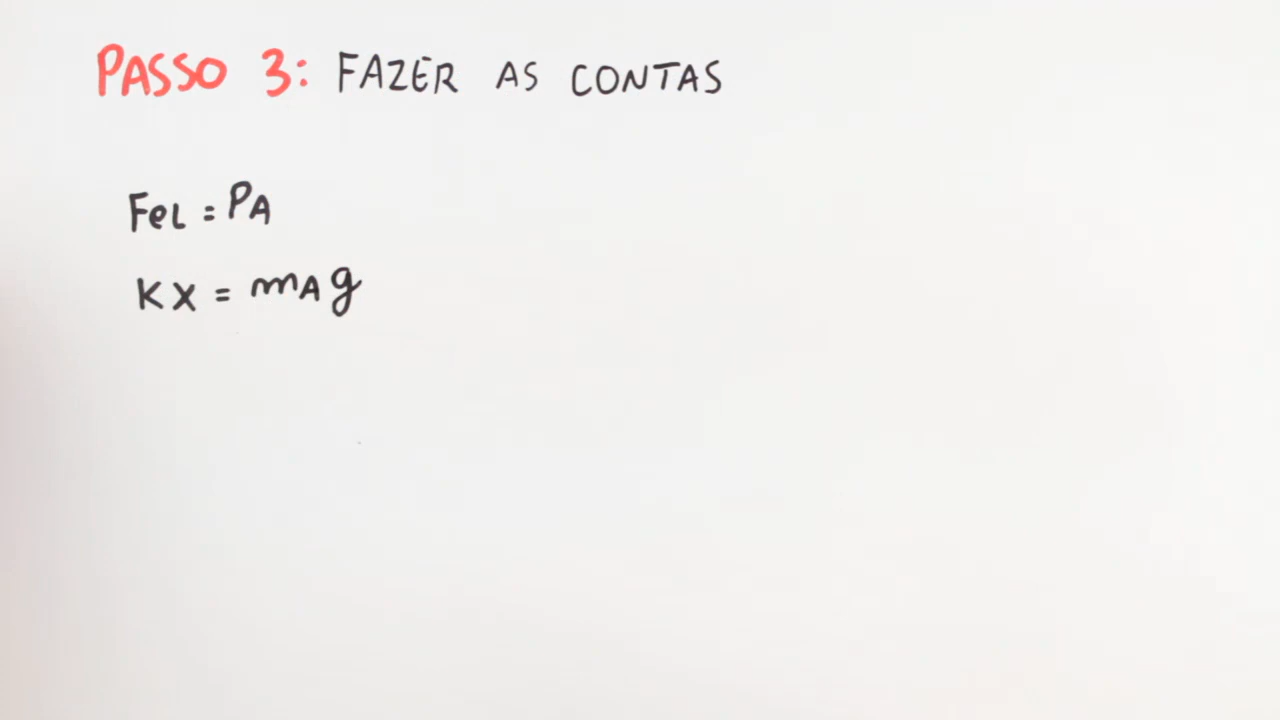 PASSO 3: FAZER AS CONTAS
Fel = PA
KX = mAg